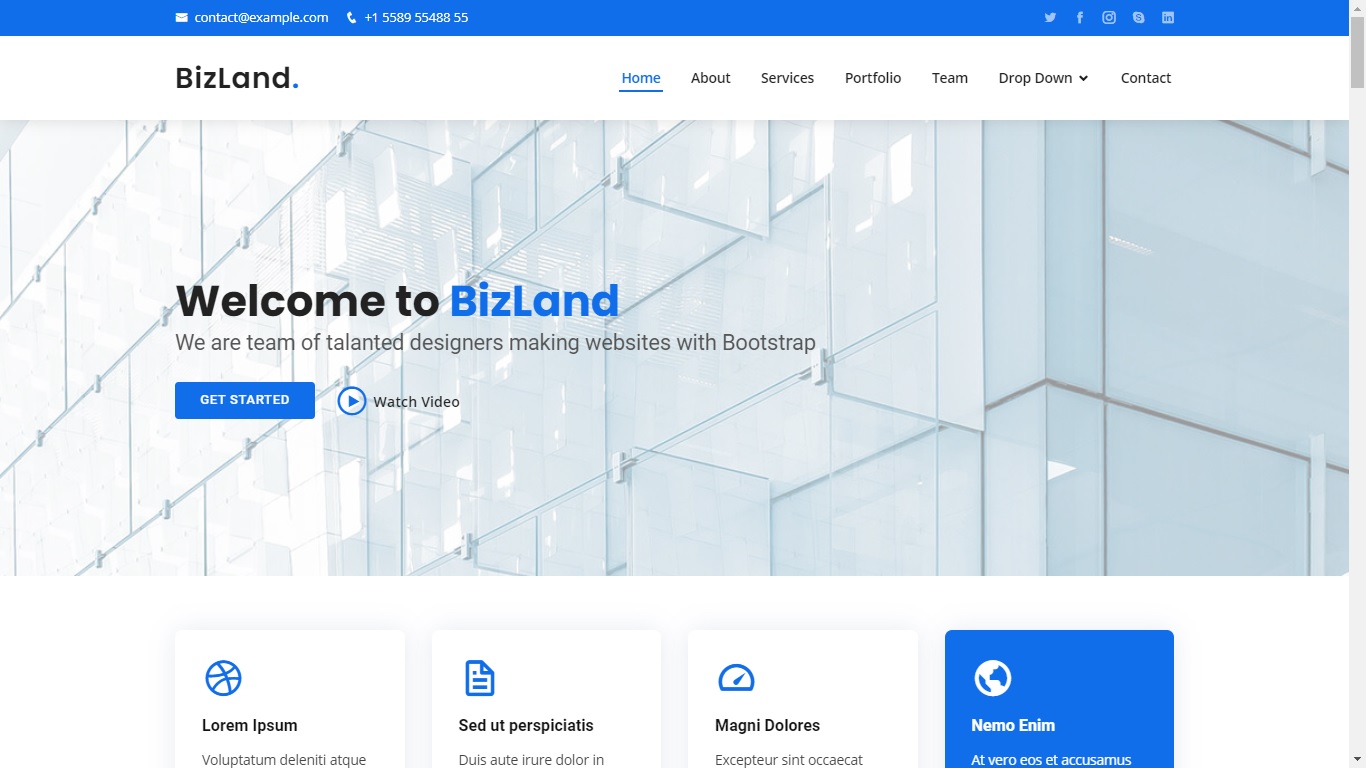 contact@example.com +1 5589 55488 55
BizLand.
Home About Services Portfolio Team Drop Down Contact
Welcome to BizLand
We are team of talanted designers making websites with Bootstrap
GET STARTED Watch Video
Lorem Ipsum
Voluptatum deleniti atque
Sed ut perspiciatis
Duis aute irure dolor in
Magni Dolores
Excepteur sint occaecat
Nemo Enim
At vero eos et accusamus